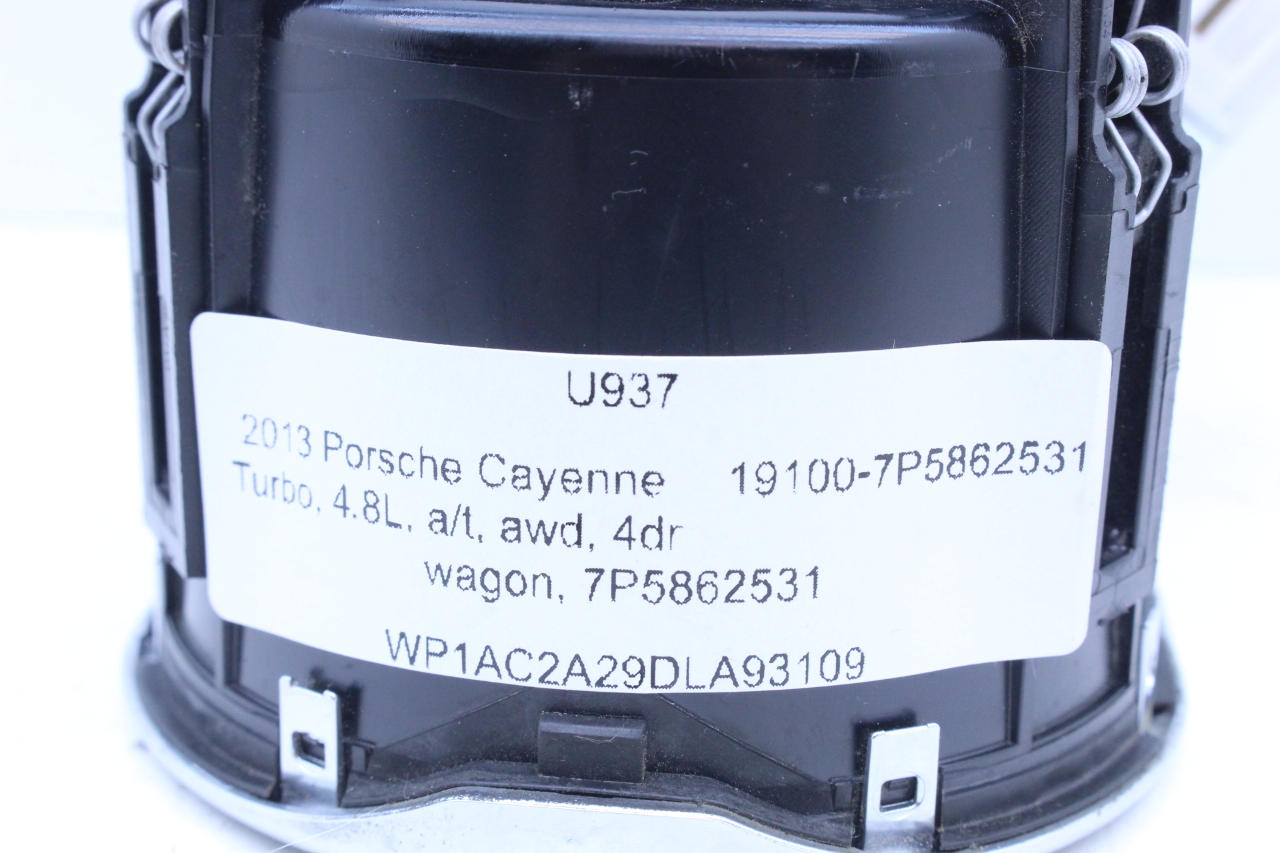 U937
2013 Porsche Cayenne 19100-7P5862531
Turbo, 4.8L, a/t, awd, 4dr
wagon, 7P5862531
WP1AC2A29DLA93109